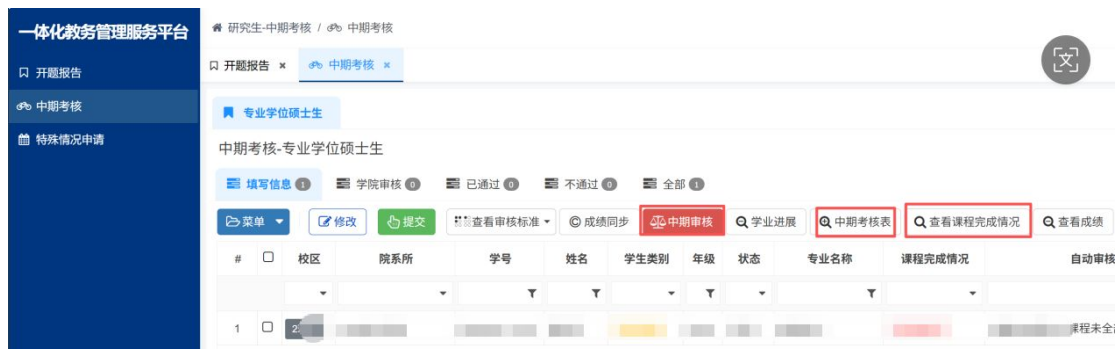 一体化教务管理服务平台
研究生-中期考核 / 中期考核
开题报告
中期考核
特殊情况申请
开题报告 ×
中期考核 ×
文
专业学位硕士生
中期考核-专业学位硕士生
填写信息 1 学院审核 0 已通过 0 不通过 0 全部 1
菜单 修改 提交 查看审核标准 成绩同步 中期审核 学业进展 中期考核表 查看课程完成情况 查看成绩
# 校区 院系所 学号 姓名 学生类别 年级 状态 专业名称 课程完成情况 自动审核
1 2 课程未全